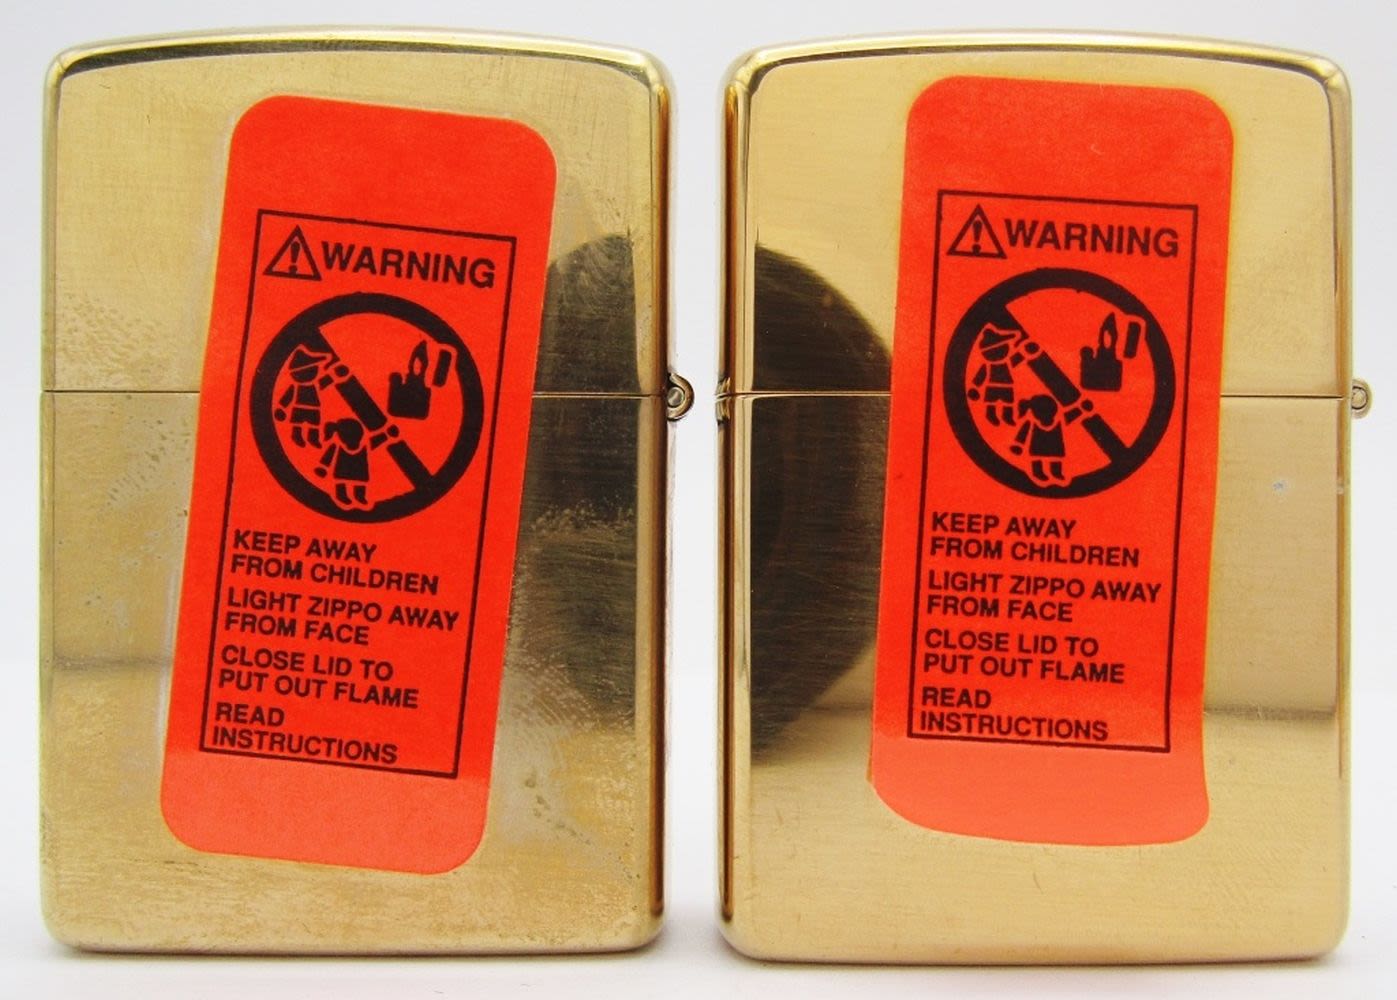 WARNING
KEEP AWAY
FROM CHILDREN
LIGHT ZIPPO AWAY
FROM FACE
CLOSE LID TO
PUT OUT FLAME
READ
INSTRUCTIONS
WARNING
KEEP AWAY
FROM CHILDREN
LIGHT ZIPPO AWAY
FROM FACE
CLOSE LID TO
PUT OUT FLAME
READ
INSTRUCTIONS